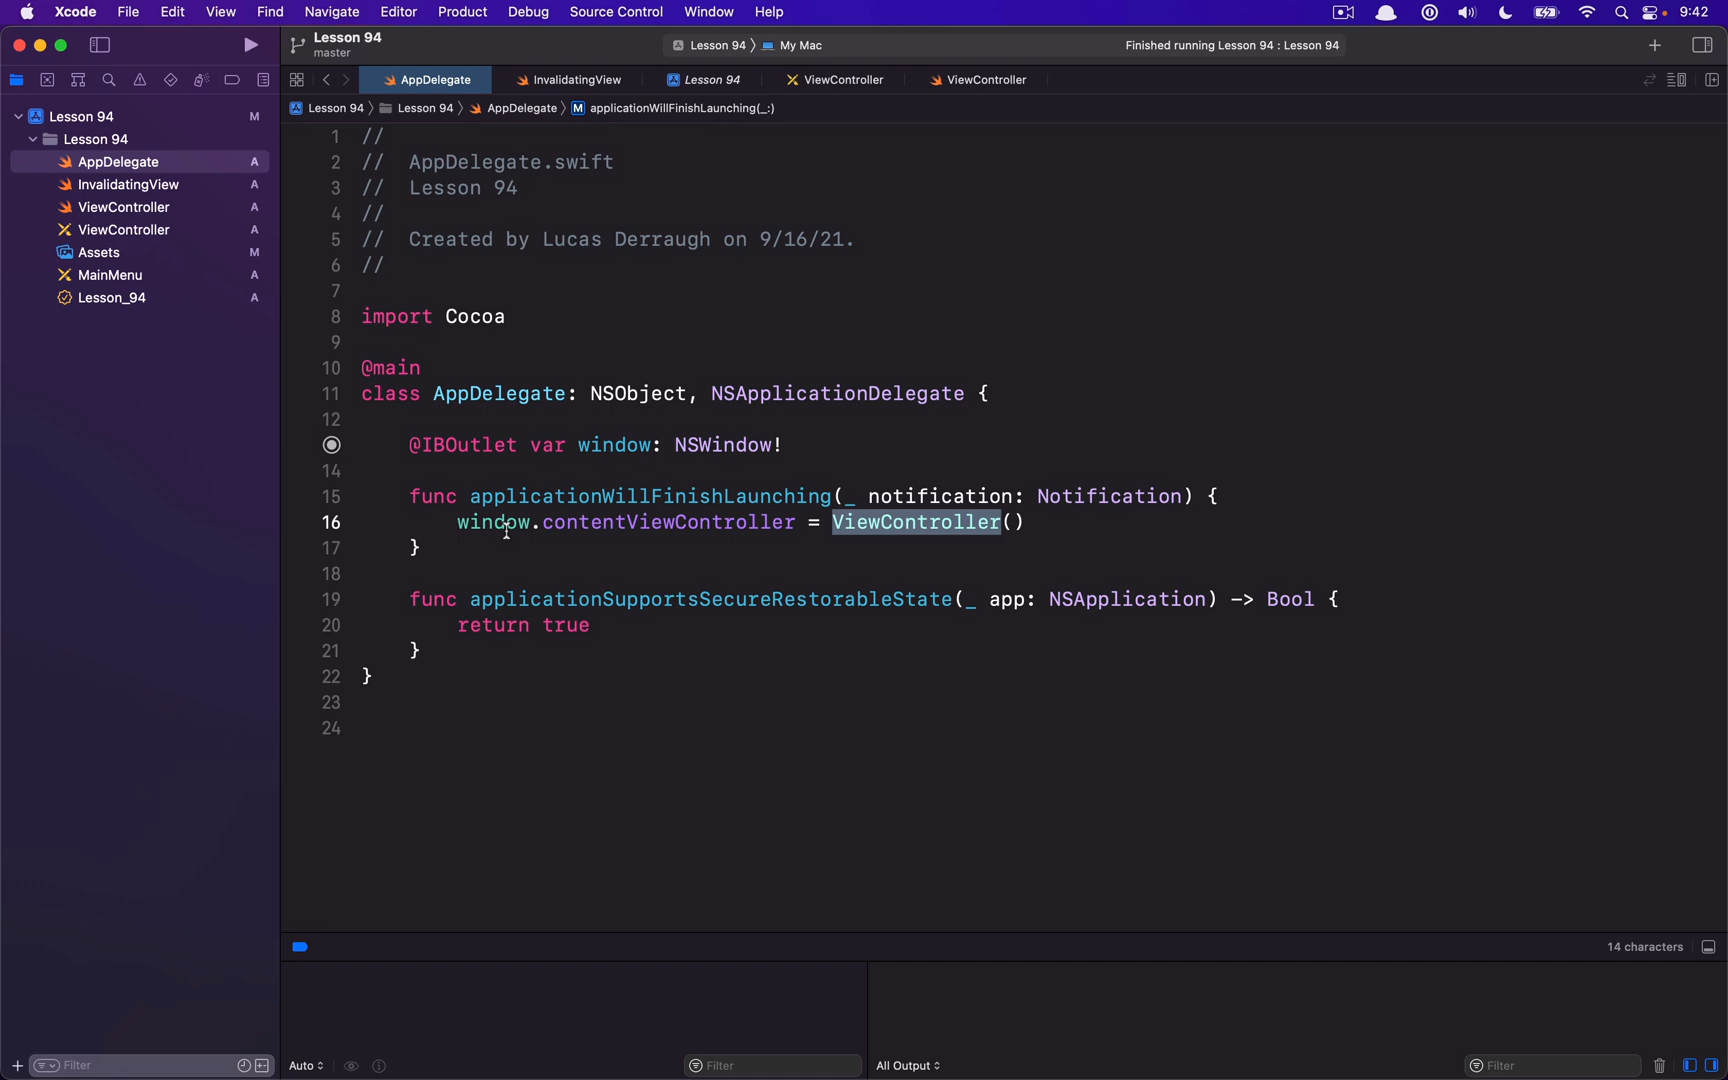 Xcode File Edit View Find Navigate Editor Product Debug Source Control Window Help 9:42
Lesson 94
master
Lesson 94 〉 My Mac
Finished running Lesson 94 : Lesson 94
AppDelegate
InvalidatingView
Lesson 94
ViewController
ViewController
Lesson 94 〉 Lesson 94 〉 AppDelegate 〉 M applicationWillFinishLaunching(_:)
Lesson 94 M
Lesson 94
AppDelegate A
InvalidatingView A
ViewController A
ViewController A
Assets M
MainMenu A
Lesson_94 A
1 //
2 // AppDelegate.swift
3 // Lesson 94
4 //
5 // Created by Lucas Derraugh on 9/16/21.
6 //
7
8 import Cocoa
9
10 @main
11 class AppDelegate: NSObject, NSApplicationDelegate {
12
@IBOutlet var window: NSWindow!
14
15 func applicationWillFinishLaunching(_ notification: Notification) {
16 window.contentViewController = ViewController()
17 }
18
19 func applicationSupportsSecureRestorableState(_ app: NSApplication) -> Bool {
20 return true
21 }
22 }
23
24
14 characters
Filter
Auto
Filter
All Output
Filter